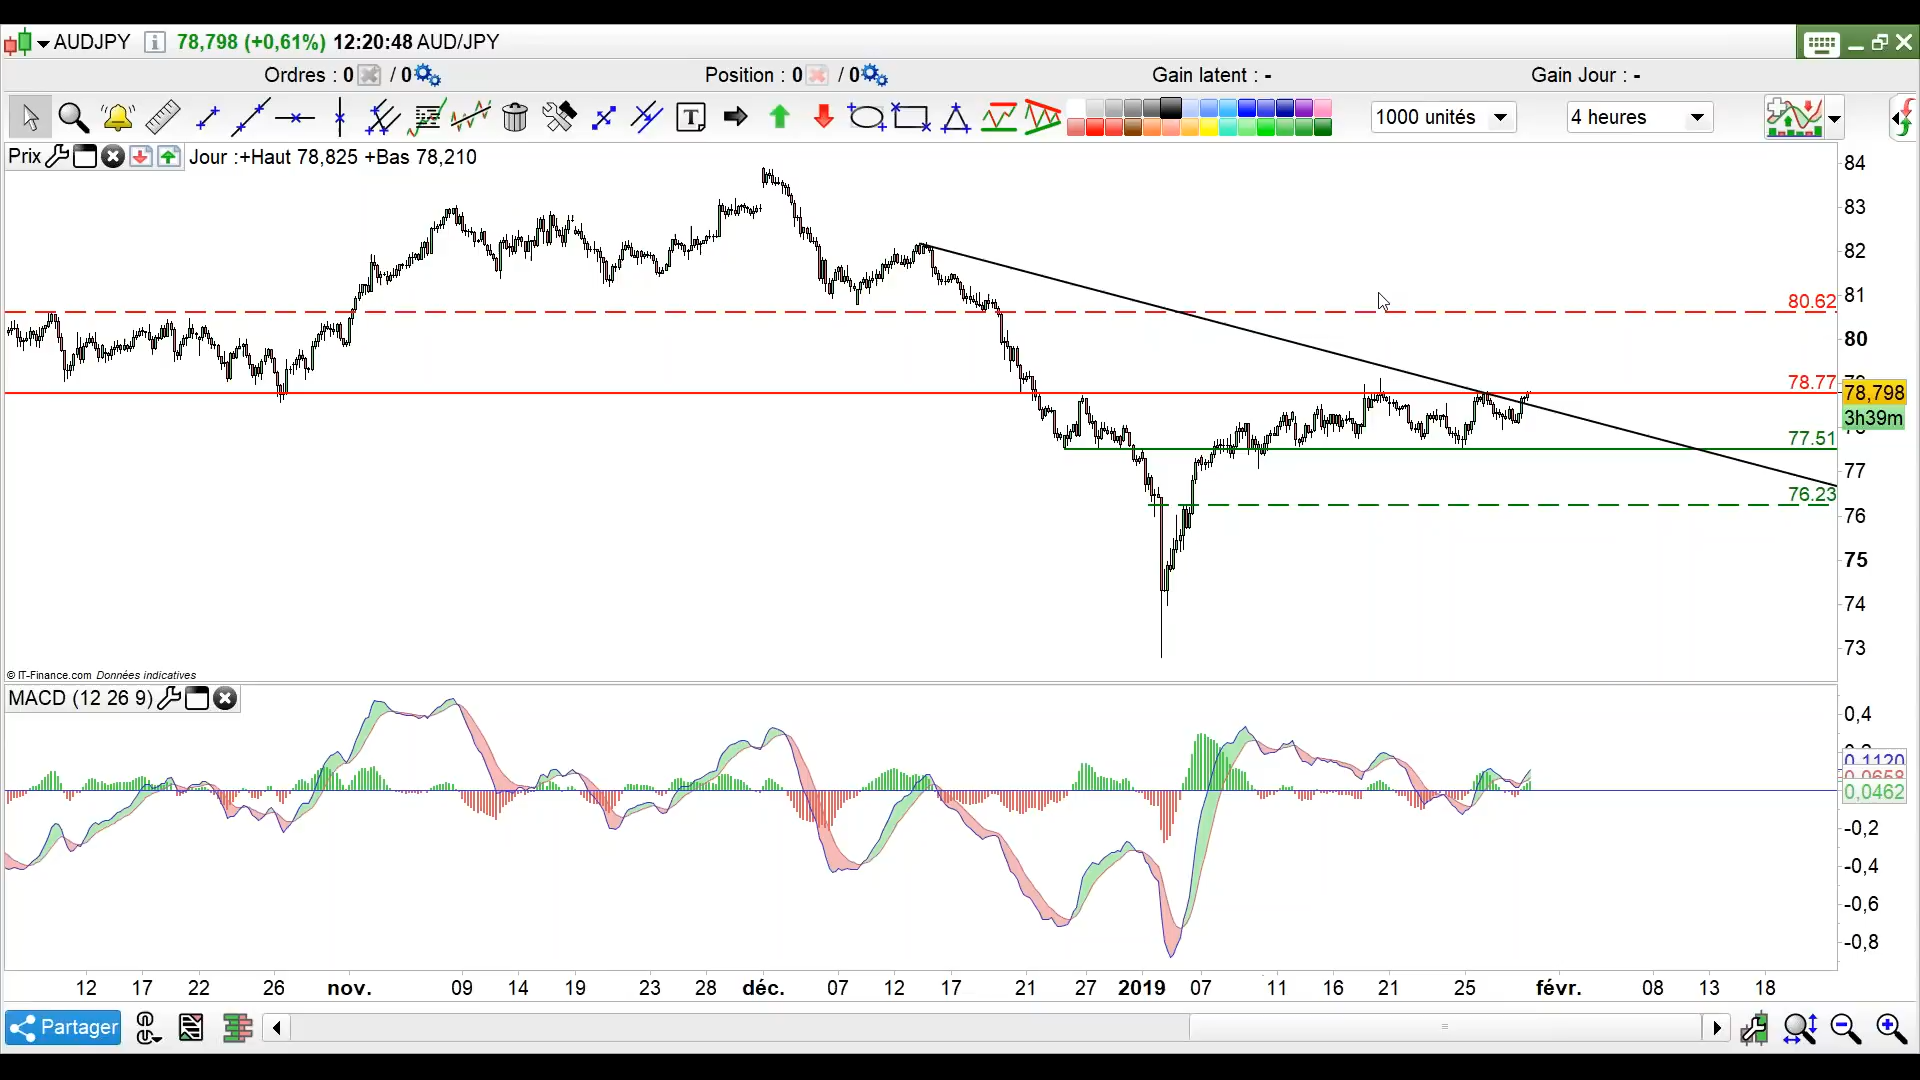 AUDJPY 78,798 (+0,61%) 12:20:48 AUD/JPY
Ordres : 0 / 0 Position : 0 / 0 Gain latent : - Gain Jour : -
T 1000 unités 4 heures
Prix Jour :+Haut 78,825 +Bas 78,210
84
83
82
81
80.62
80
78.77
78,798
3h39m
77.51
77
76.23
76
75
74
73
© IT-Finance.com Données indicatives
MACD (12 26 9)
0,4
0,1120
0,0658
0,0462
-0,2
-0,4
-0,6
-0,8
12 17 22 26 nov. 09 14 19 23 28 déc. 07 12 17 21 27 2019 07 11 16 21 25 févr. 08 13 18
Partager